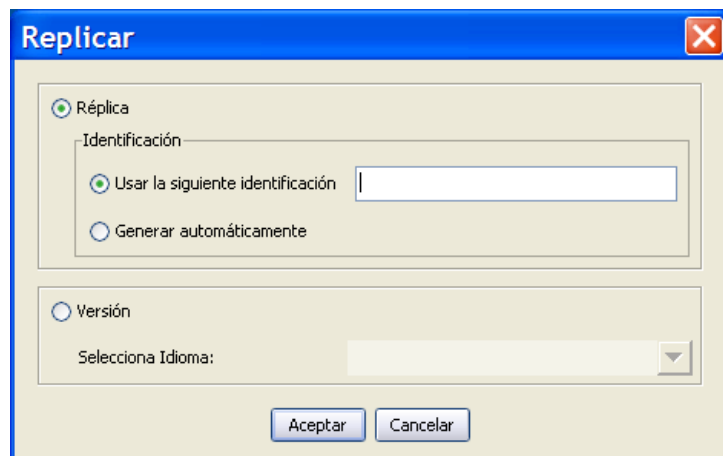 Replicar
Réplica
Identificación
Usar la siguiente identificación
Generar automáticamente
Versión
Selecciona Idioma:
Aceptar Cancelar